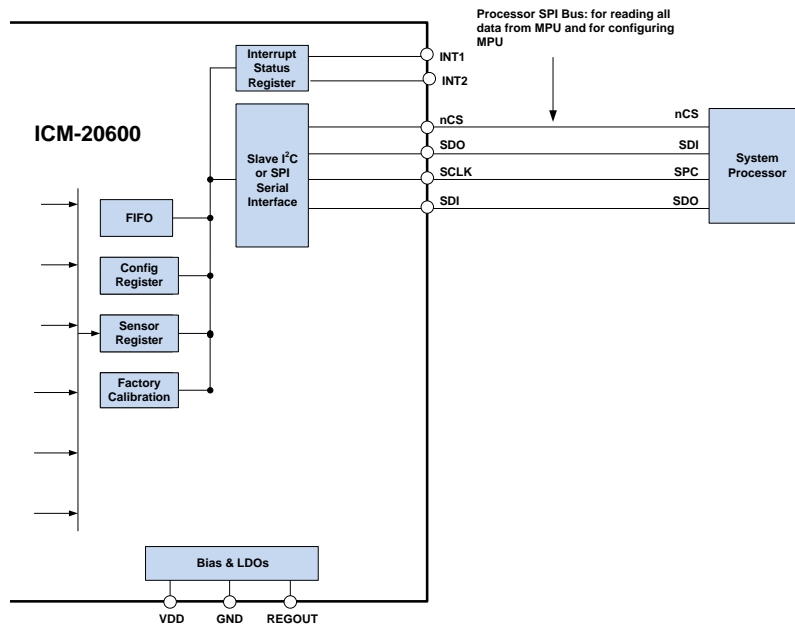 Processor SPI Bus: for reading all
data from MPU and for configuring
MPU
Interrupt
Status
Register
INT1
INT2
ICM-20600
Slave I²C
or SPI
Serial
Interface
nCS
SDO
SCLK
SDI
nCS
SDI
SPC
SDO
System
Processor
FIFO
Config
Register
Sensor
Register
Factory
Calibration
Bias & LDOs
VDD
GND
REGOUT